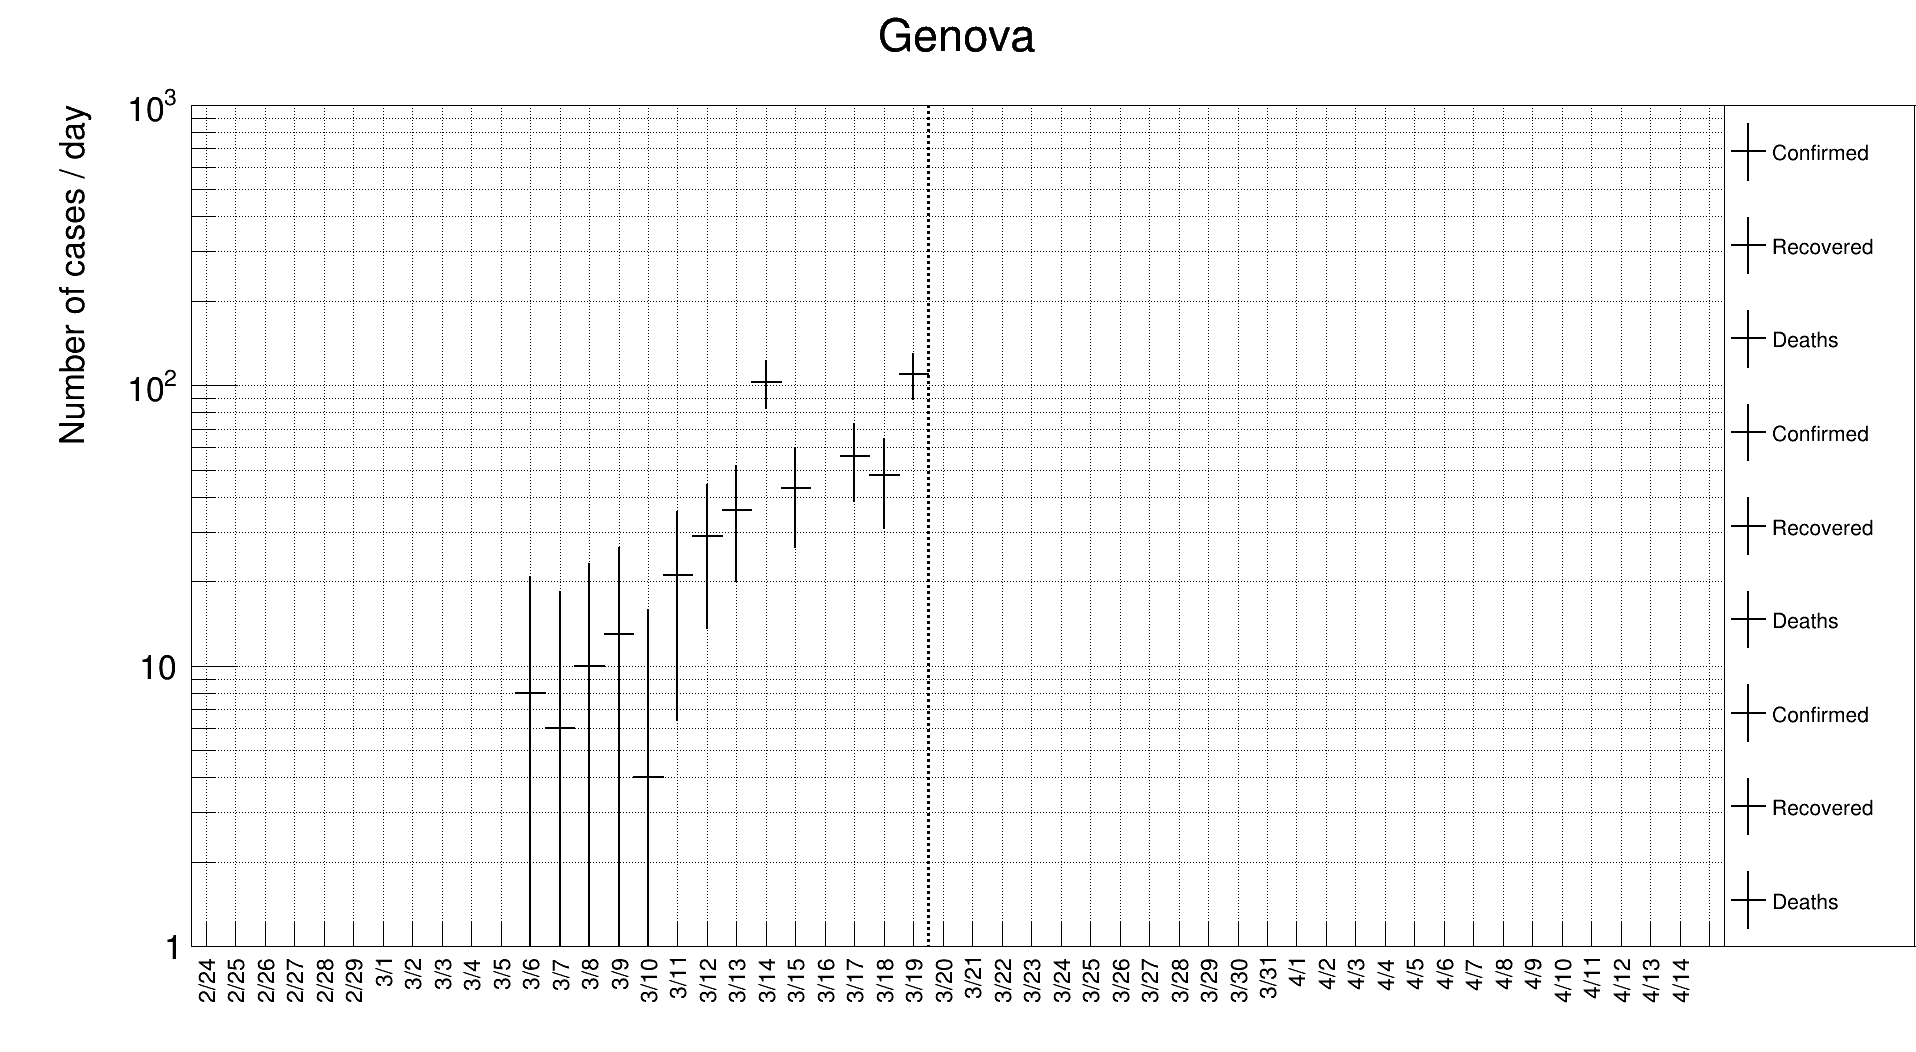 Genova
Number of cases / day
10³
10²
10
1
2/24 2/25 2/26 2/27 2/28 2/29 3/1 3/2 3/3 3/4 3/5 3/6 3/7 3/8 3/9 3/10 3/11 3/12 3/13 3/14 3/15 3/16 3/17 3/18 3/19 3/20 3/21 3/22 3/23 3/24 3/25 3/26 3/27 3/28 3/29 3/30 3/31 4/1 4/2 4/3 4/4 4/5 4/6 4/7 4/8 4/9 4/10 4/11 4/12 4/13 4/14
Confirmed
Recovered
Deaths
Confirmed
Recovered
Deaths
Confirmed
Recovered
Deaths